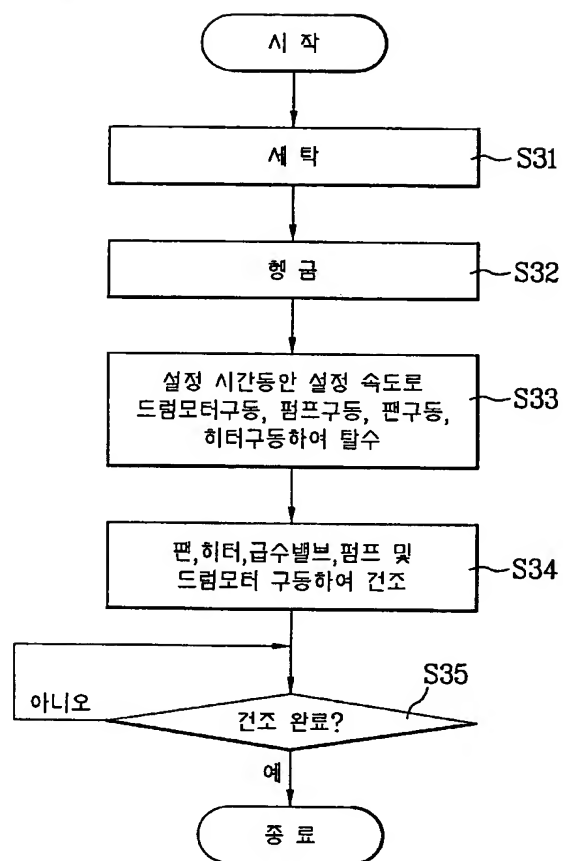 시 작
세 탁
S31
헹 굼
S32
설정 시간동안 설정 속도로
드럼모터구동, 펌프구동, 팬구동,
히터구동하여 탈수
S33
팬,히터,급수밸브,펌프 및
드럼모터 구동하여 건조
S34
S35
아니오
건조 완료?
예
종 료